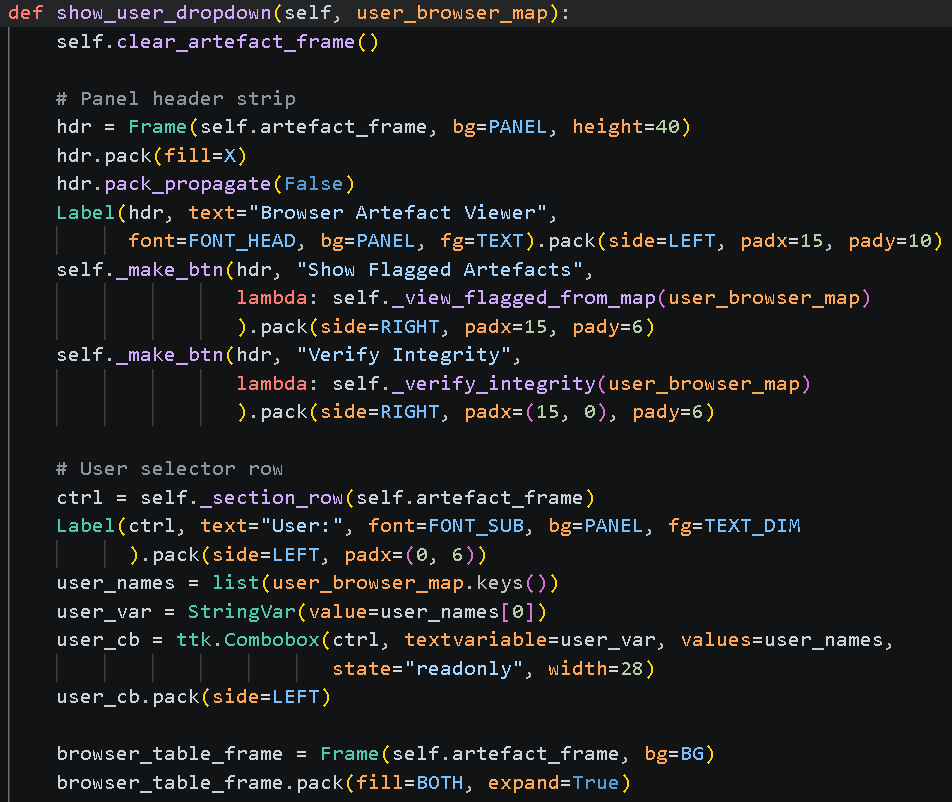 def show_user_dropdown(self, user_browser_map):
    self.clear_artefact_frame()

    # Panel header strip
    hdr = Frame(self.artefact_frame, bg=PANEL, height=40)
    hdr.pack(fill=X)
    hdr.pack_propagate(False)
    Label(hdr, text="Browser Artefact Viewer",
          font=FONT_HEAD, bg=PANEL, fg=TEXT).pack(side=LEFT, padx=15, pady=10)
    self._make_btn(hdr, "Show Flagged Artefacts",
                   lambda: self._view_flagged_from_map(user_browser_map)
                   ).pack(side=RIGHT, padx=15, pady=6)
    self._make_btn(hdr, "Verify Integrity",
                   lambda: self._verify_integrity(user_browser_map)
                   ).pack(side=RIGHT, padx=(15, 0), pady=6)

    # User selector row
    ctrl = self._section_row(self.artefact_frame)
    Label(ctrl, text="User:", font=FONT_SUB, bg=PANEL, fg=TEXT_DIM
          ).pack(side=LEFT, padx=(0, 6))
    user_names = list(user_browser_map.keys())
    user_var = StringVar(value=user_names[0])
    user_cb = ttk.Combobox(ctrl, textvariable=user_var, values=user_names,
                           state="readonly", width=28)
    user_cb.pack(side=LEFT)

    browser_table_frame = Frame(self.artefact_frame, bg=BG)
    browser_table_frame.pack(fill=BOTH, expand=True)